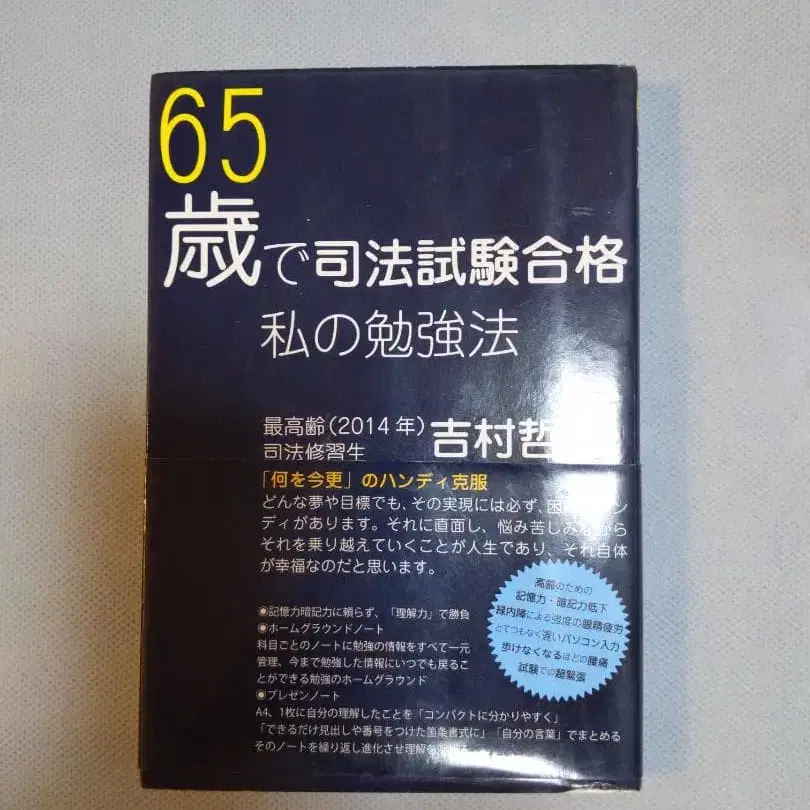 65
歳で司法試験合格
私の勉強法
最高齢(2014年)
司法修習生
吉村哲
「何を今更」のハンディ克服
どんな夢や目標でも、その実現には必ず、困
ディがあります。それに直面し、悩み苦しみながら
それを乗り越えていくことが人生であり、それ自体
が幸福なのだと思います。
高齢のための
記憶力・暗記力低下
緑内障による強度の眼精疲労
とてつもなく遅いパソコン入力
歩けなくなるほどの腰痛
試験での超緊張
◉記憶力暗記力に頼らず、「理解力」で勝負
◉ホームグラウンドノート
科目ごとのノートに勉強の情報をすべて一元
管理、今まで勉強した情報にいつでも戻るこ
とができる勉強のホームグラウンド
◉プレゼンノート
A4、1枚に自分の理解したことを「コンパクトに分かりやすく」
「できるだけ見出しや番号をつけた箇条書式に」「自分の言葉」でまとめる
そのノートを繰り返し進化させ理解を